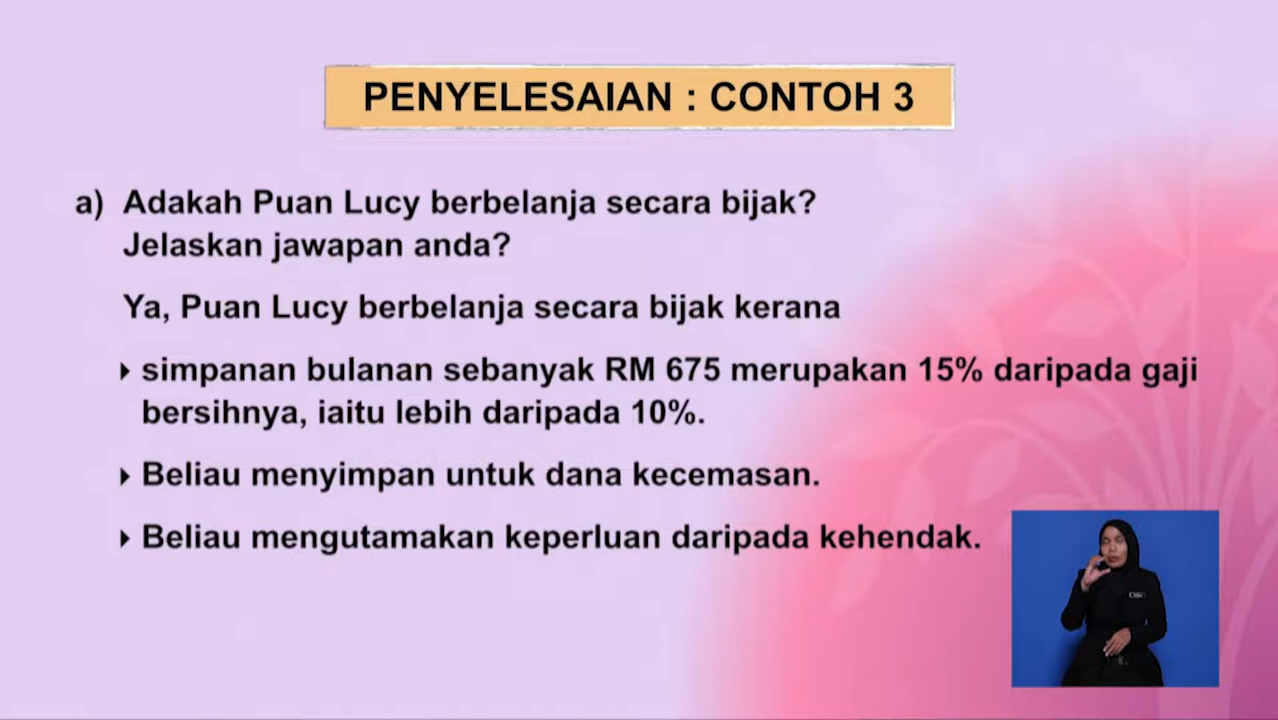 PENYELESAIAN : CONTOH 3
a) Adakah Puan Lucy berbelanja secara bijak?
Jelaskan jawapan anda?
Ya, Puan Lucy berbelanja secara bijak kerana
simpanan bulanan sebanyak RM 675 merupakan 15% daripada gaji
bersihnya, iaitu lebih daripada 10%.
Beliau menyimpan untuk dana kecemasan.
Beliau mengutamakan keperluan daripada kehendak.